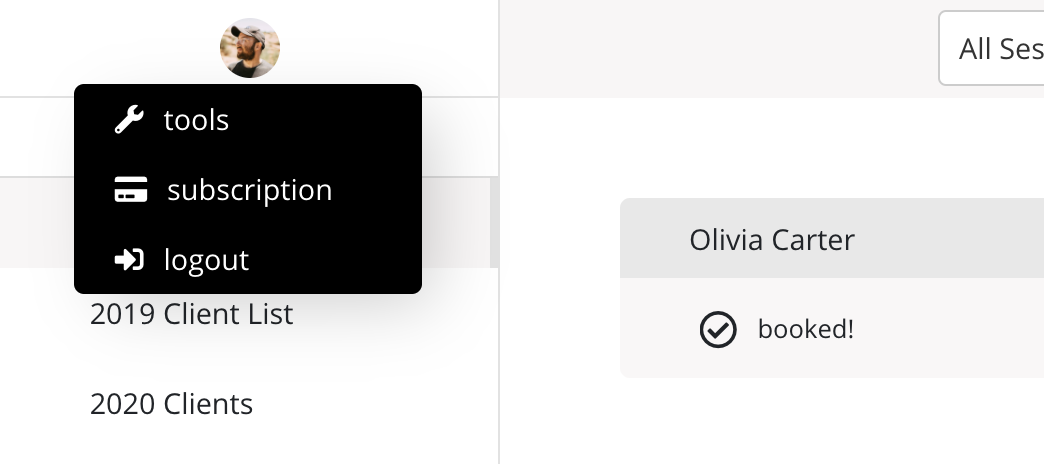 All Ses
tools
subscription
logout
2019 Client List
2020 Clients
Olivia Carter
booked!